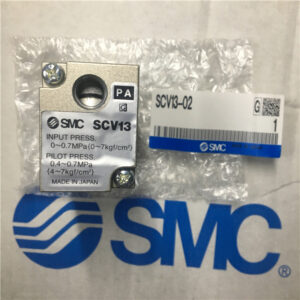 PA
SMC SCV13
INPUT PRESS.
0~0.7MPa(0~7kgf/cm²)
PILOT PRESS.
0.4~0.7MPa
(4~7kgf/cm²)
MADE IN JAPAN
SCV13-02
G
1
SMC
SMC